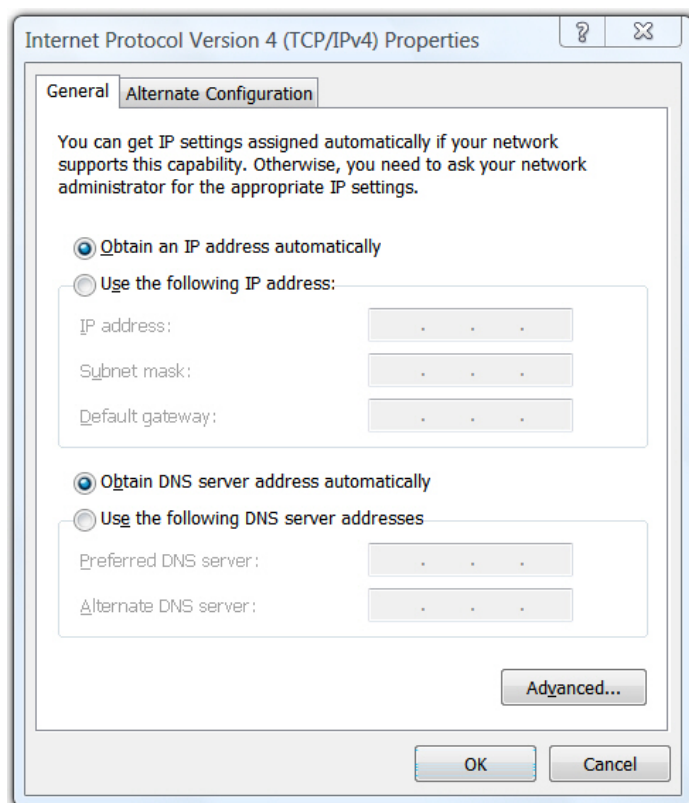 Internet Protocol Version 4 (TCP/IPv4) Properties
General
Alternate Configuration
You can get IP settings assigned automatically if your network
supports this capability. Otherwise, you need to ask your network
administrator for the appropriate IP settings.
Obtain an IP address automatically
Use the following IP address:
IP address:
Subnet mask:
Default gateway:
Obtain DNS server address automatically
Use the following DNS server addresses
Preferred DNS server:
Alternate DNS server:
Advanced...
OK
Cancel